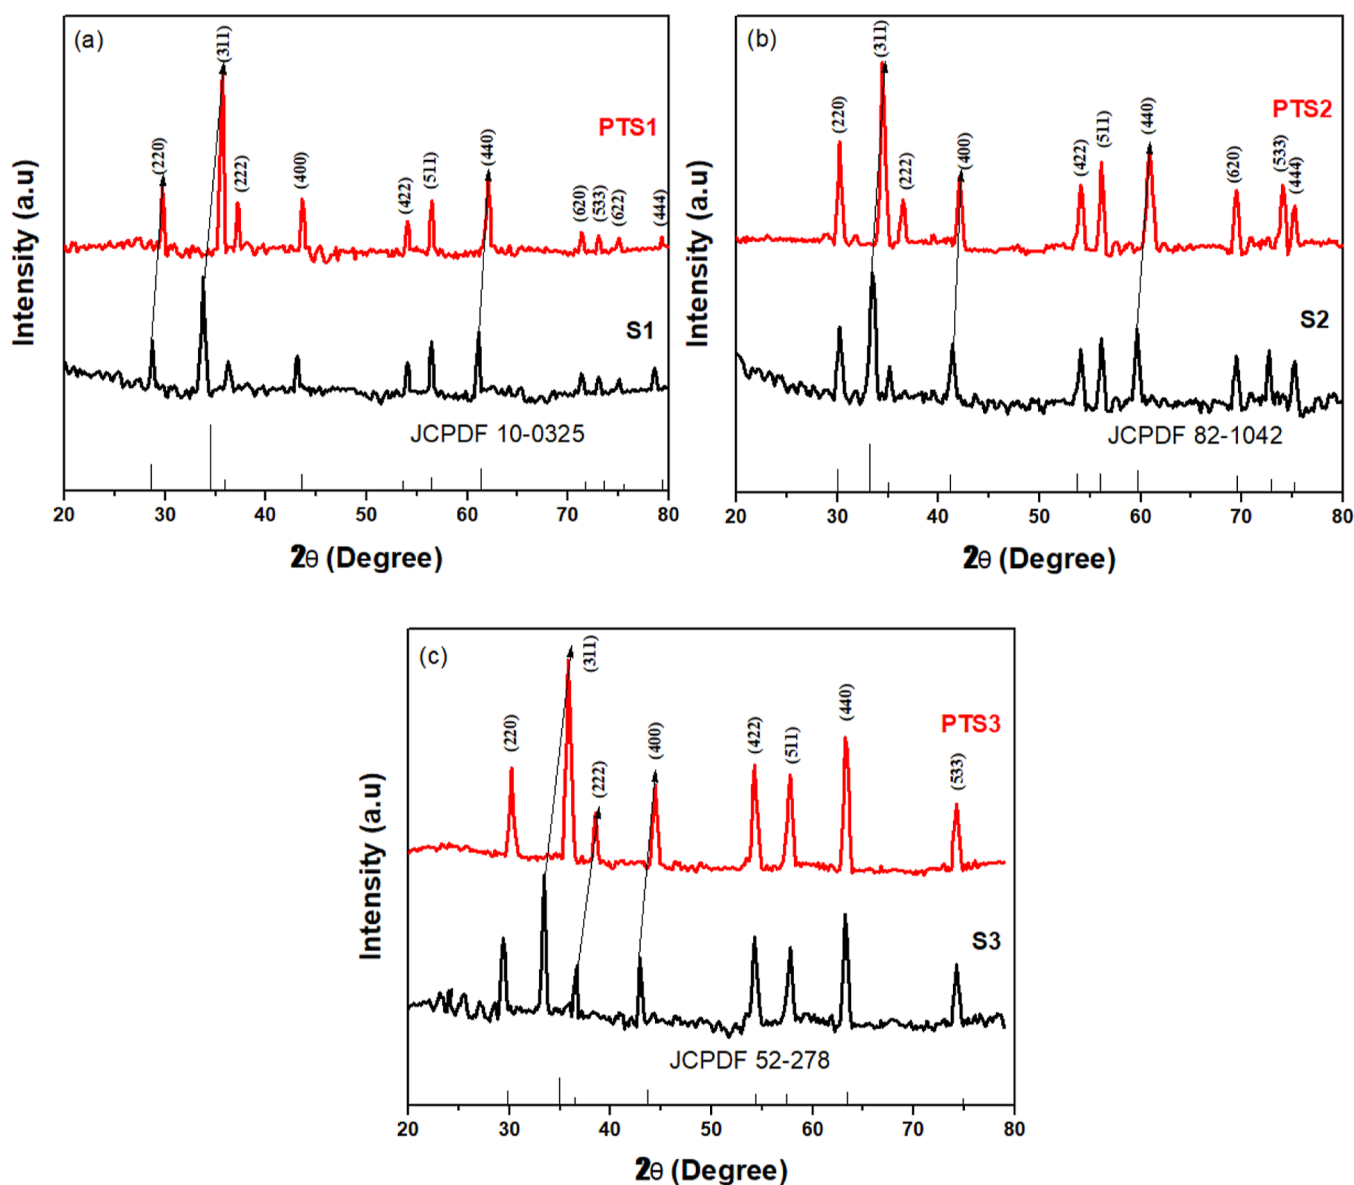 (a)
(220)
(311)
(222)
(400)
(422)
(511)
(440)
(620)
(533)
(622)
(444)
PTS1
S1
JCPDF 10-0325
Intensity (a.u)
20 30 40 50 60 70 80
2θ (Degree)
(b)
(220)
(311)
(222)
(400)
(422)
(511)
(440)
(620)
(533)
(444)
PTS2
S2
JCPDF 82-1042
Intensity (a.u)
20 30 40 50 60 70 80
2θ (Degree)
(c)
(220)
(311)
(222)
(400)
(422)
(511)
(440)
(533)
PTS3
S3
JCPDF 52-278
Intensity (a.u)
20 30 40 50 60 70 80
2θ (Degree)